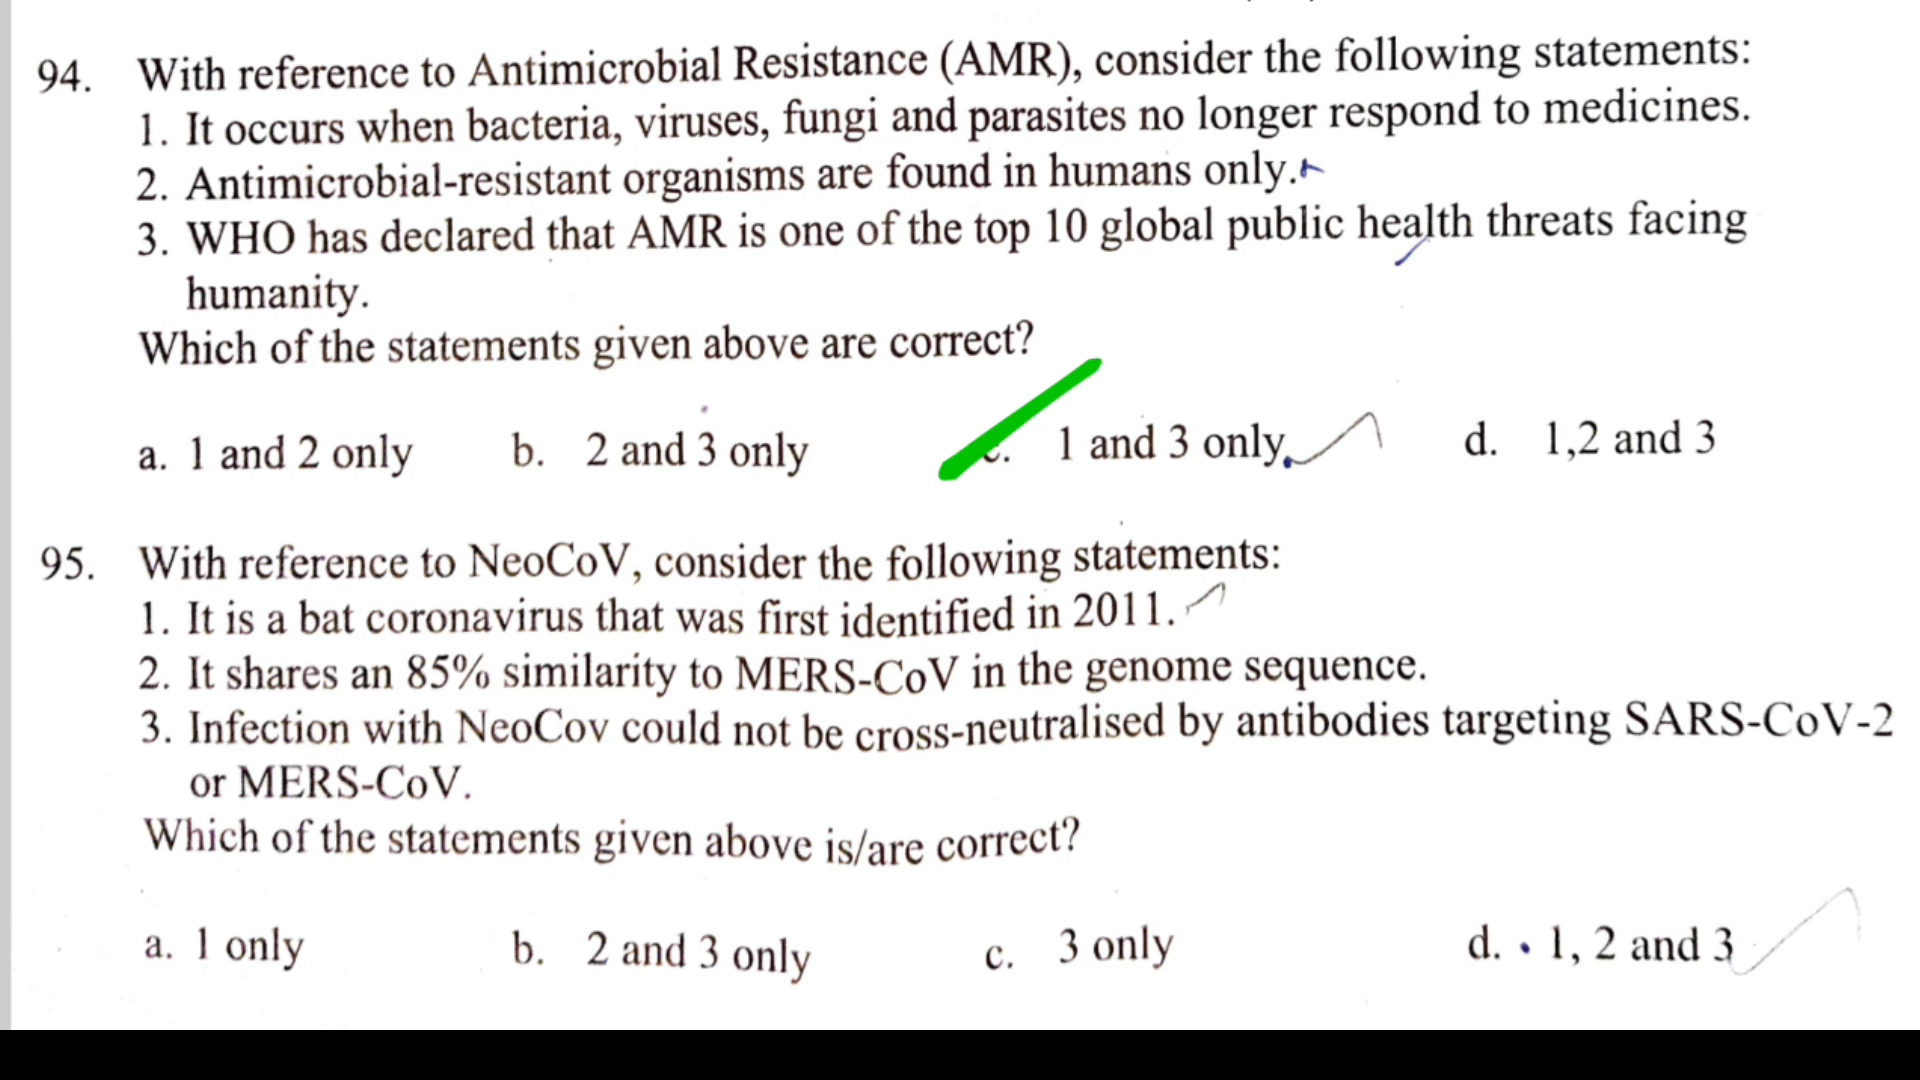 94. With reference to Antimicrobial Resistance (AMR), consider the following statements:
1. It occurs when bacteria, viruses, fungi and parasites no longer respond to medicines.
2. Antimicrobial-resistant organisms are found in humans only.
3. WHO has declared that AMR is one of the top 10 global public health threats facing
humanity.
Which of the statements given above are correct?
a. 1 and 2 only b. 2 and 3 only c. 1 and 3 only d. 1,2 and 3
95. With reference to NeoCoV, consider the following statements:
1. It is a bat coronavirus that was first identified in 2011.
2. It shares an 85% similarity to MERS-CoV in the genome sequence.
3. Infection with NeoCov could not be cross-neutralised by antibodies targeting SARS-CoV-2
or MERS-CoV.
Which of the statements given above is/are correct?
a. 1 only b. 2 and 3 only c. 3 only d. 1, 2 and 3